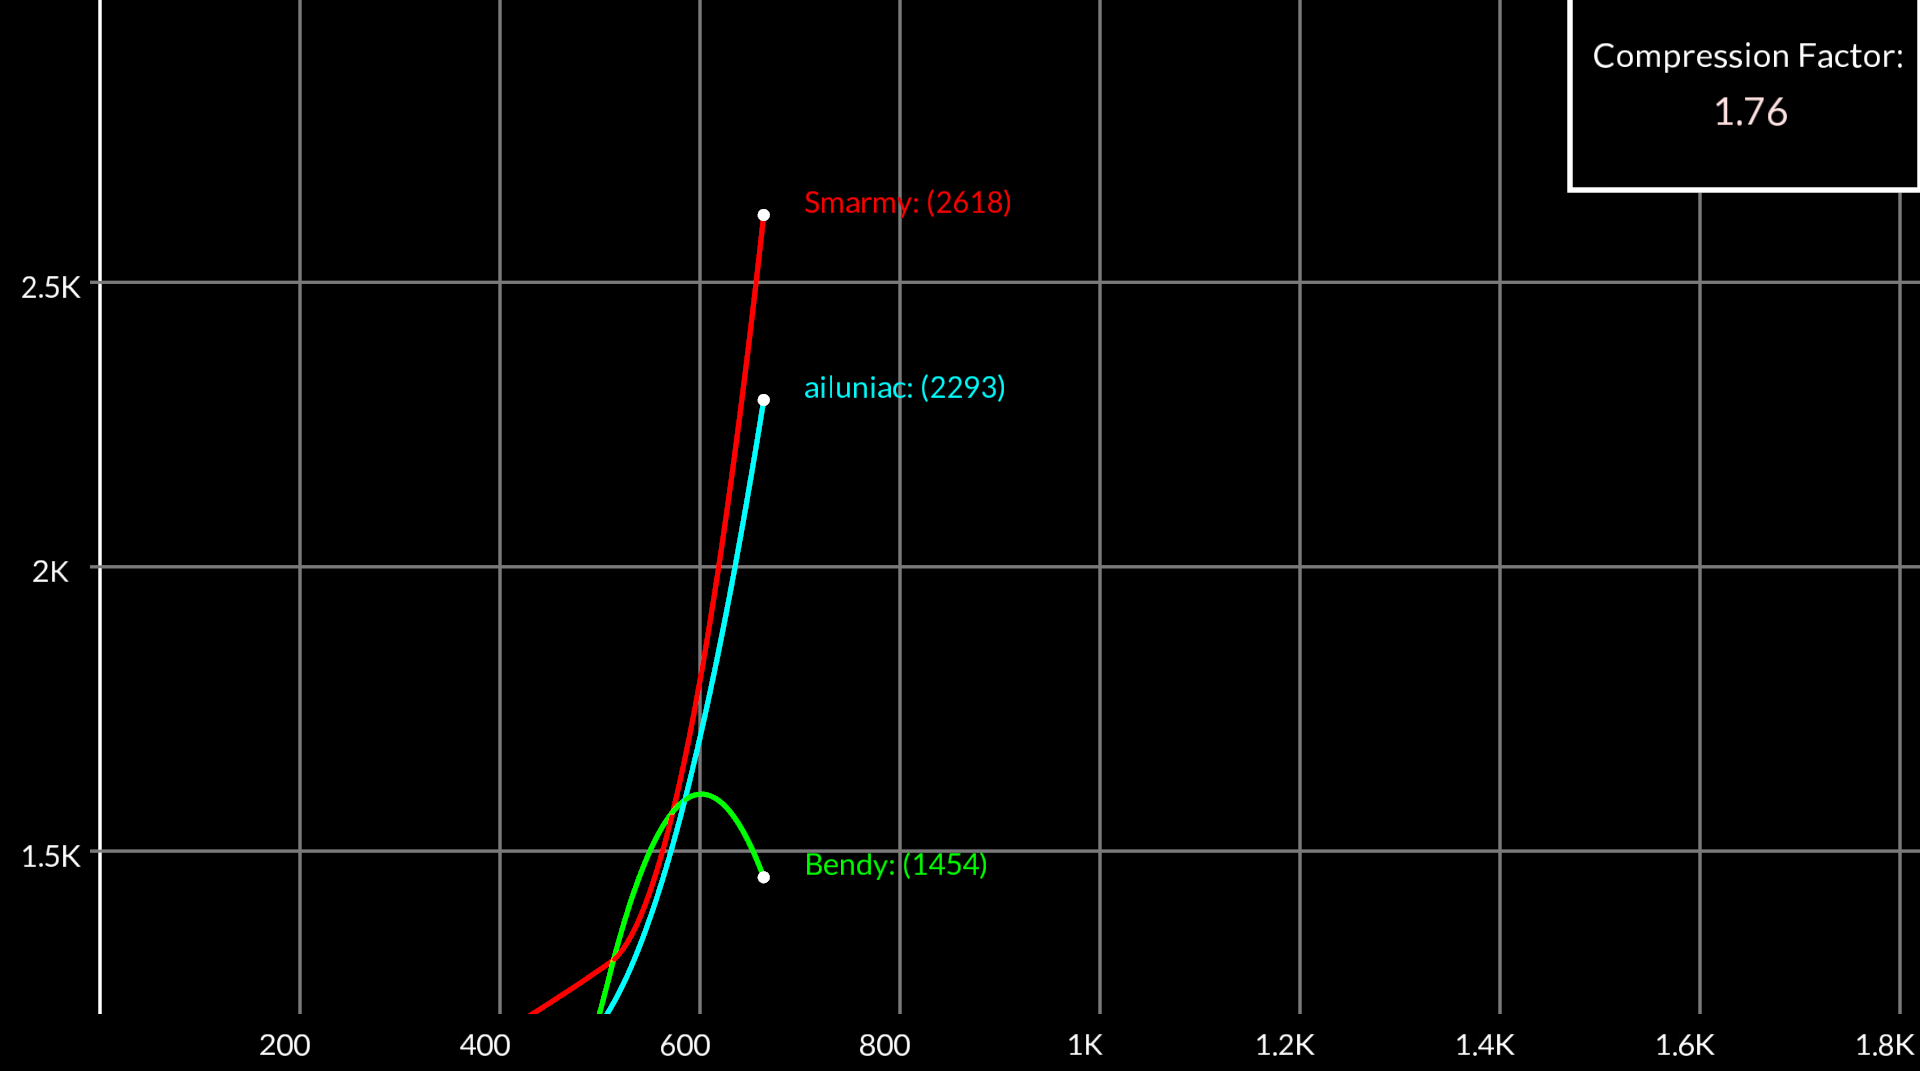 Compression Factor:
1.76
Smarmy: (2618)
2.5K
ailuniac: (2293)
2K
1.5K
Bendy: (1454)
200 400 600 800 1K 1.2K 1.4K 1.6K 1.8K